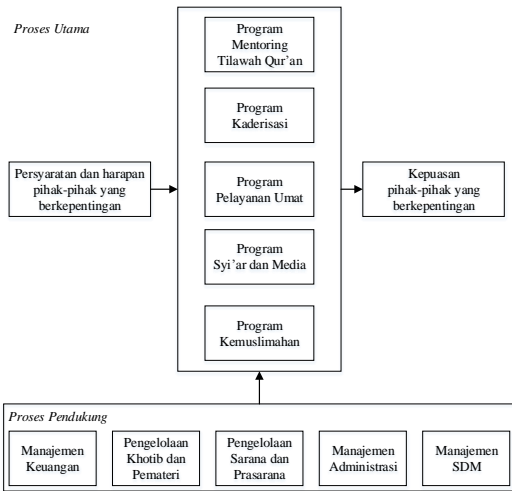 Proses Utama
Program
Mentoring
Tilawah Qur'an
Program
Kaderisasi
Persyaratan dan harapan
pihak-pihak yang
berkepentingan
Program
Pelayanan Umat
Kepuasan
pihak-pihak yang
berkepentingan
Program
Syi'ar dan Media
Program
Kemuslimahan
Proses Pendukung
Manajemen
Keuangan
Pengelolaan
Khotib dan
Pemateri
Pengelolaan
Sarana dan
Prasarana
Manajemen
Administrasi
Manajemen
SDM